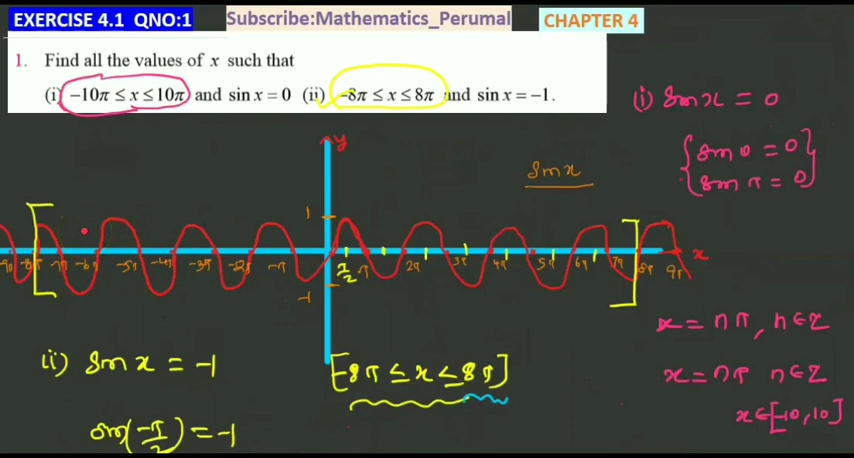 EXERCISE 4.1 QNO:1
Subscribe:Mathematics_Perumal
CHAPTER 4
1. Find all the values of x such that
(i) −10π ≤ x ≤ 10π and sin x = 0 (ii) −8π ≤ x ≤ 8π and sin x = −1.
(i) Sin x = 0
{ Sin 0 = 0
Sin π = 0 }
y
Sin x
1
x
-9π -8π -7π -6π -5π -4π -3π -2π -π π/2 π 2π 3π 4π 5π 6π 7π 8π 9π
-1
x = nπ, n∈Z
(ii) Sin x = -1
[-8π ≤ x ≤ 8π]
x = nπ n∈Z
x∈[-10,10]
sin(-π/2) = -1